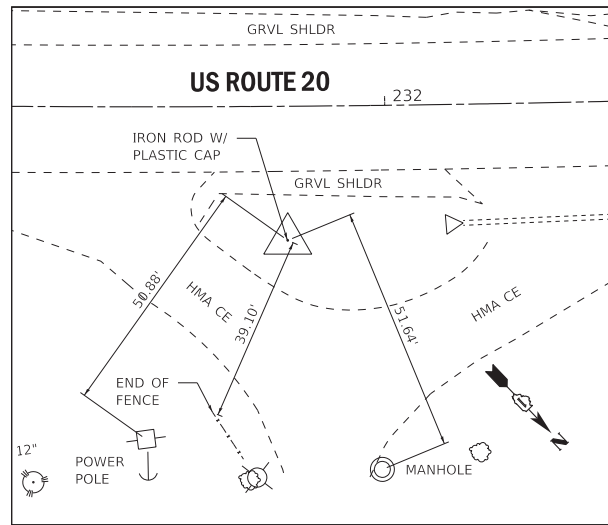 GRVL SHLDR
US ROUTE 20
232
IRON ROD W/
PLASTIC CAP
GRVL SHLDR
50.88'
HMA CE
39.10'
51.64'
HMA CE
END OF
FENCE
N
12"
POWER
POLE
MANHOLE